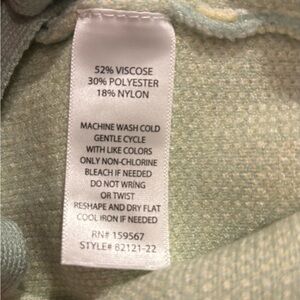 52% VISCOSE
30% POLYESTER
18% NYLON
MACHINE WASH COLD
GENTLE CYCLE
WITH LIKE COLORS
ONLY NON-CHLORINE
BLEACH IF NEEDED
DO NOT WRING
OR TWIST
RESHAPE AND DRY FLAT
COOL IRON IF NEEDED
RN# 159567
STYLE# 82121-22